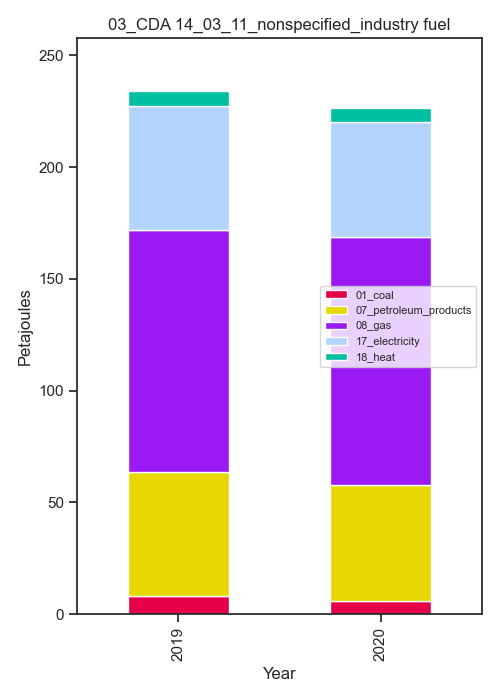 03_CDA 14_03_11_nonspecified_industry fuel
250
200
150
100
50
0
Petajoules
01_coal
07_petroleum_products
08_gas
17_electricity
18_heat
2019
2020
Year